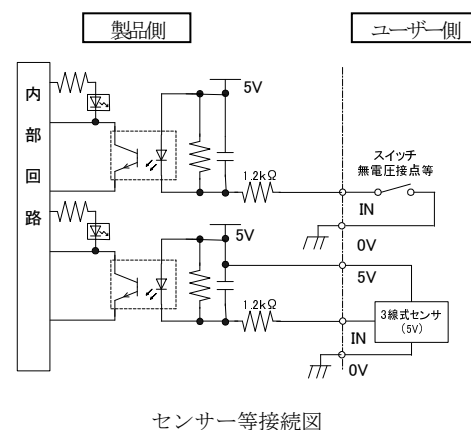 製品側
ユーザー側
内部回路
5V
1.2kΩ
スイッチ
無電圧接点等
IN
0V
5V
5V
1.2kΩ
3線式センサ
(5V)
IN
0V
センサー等接続図